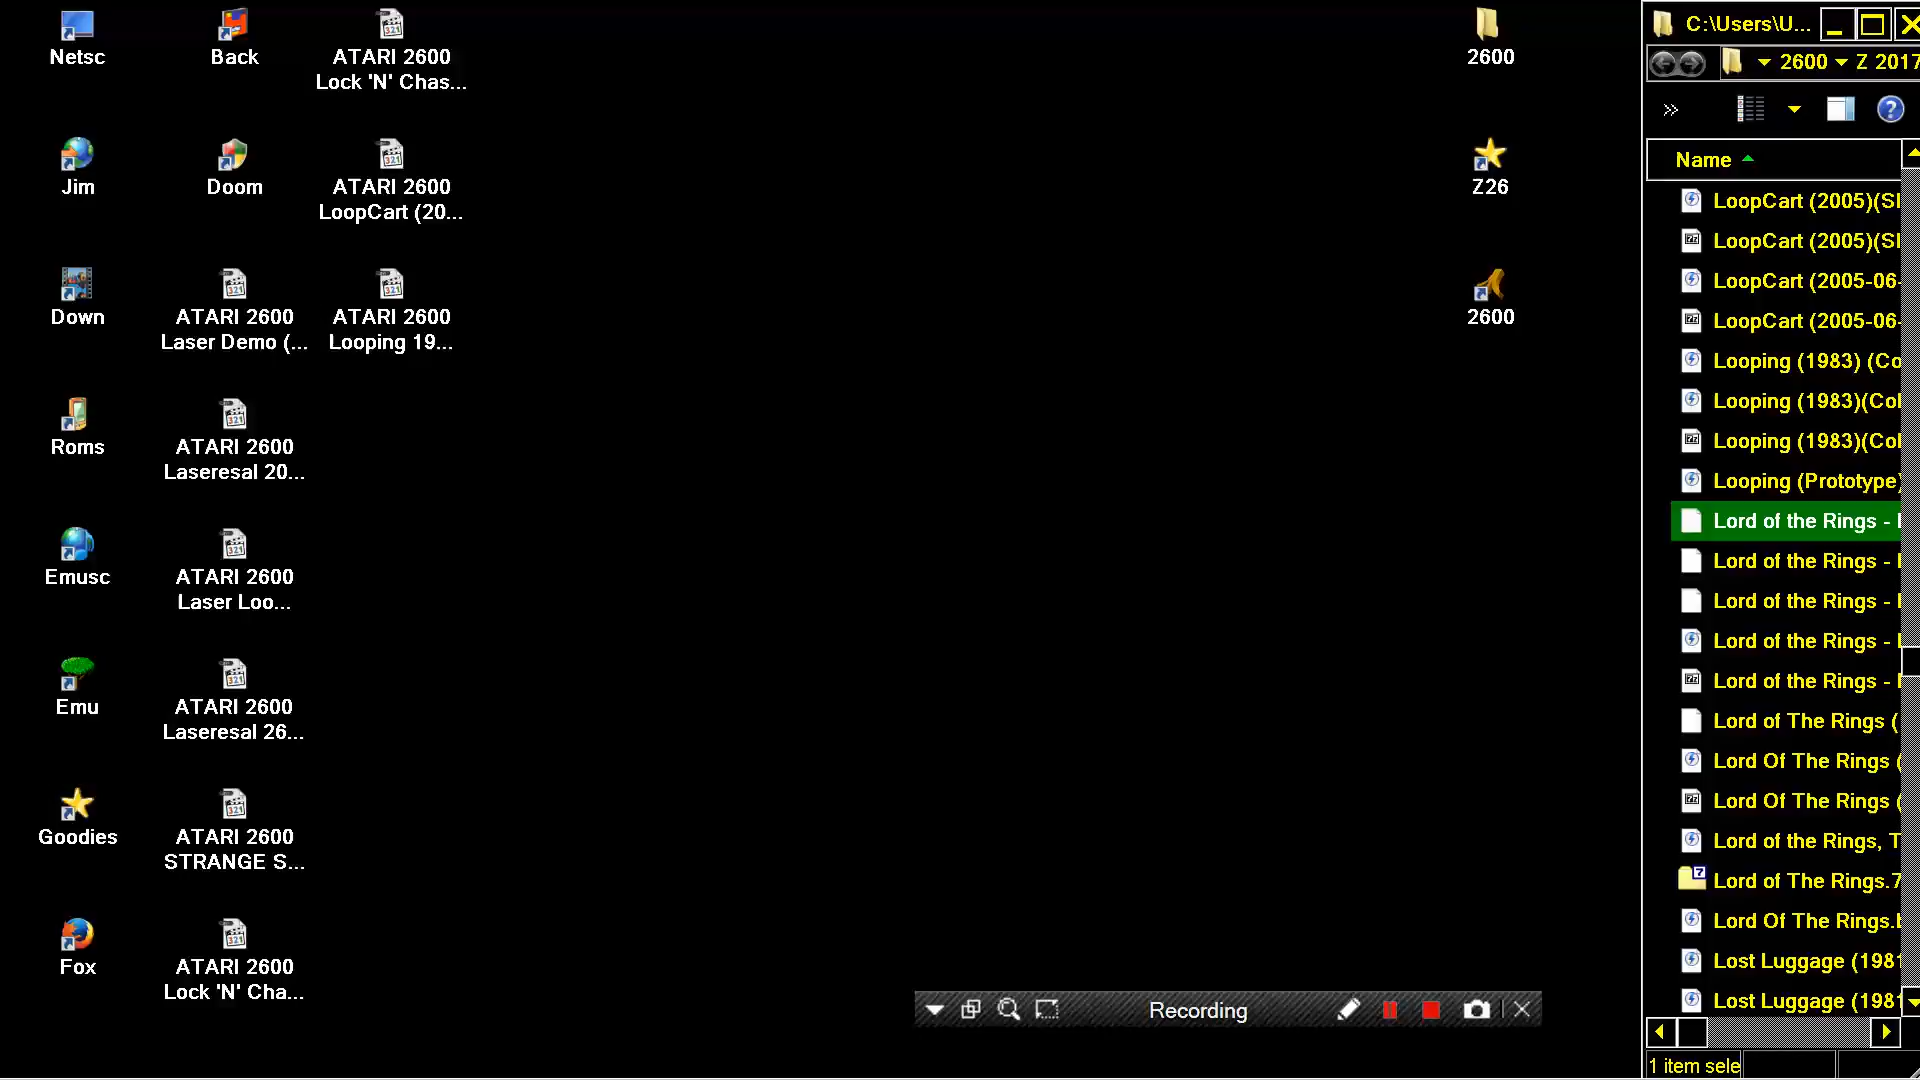 Netsc
Back
ATARI 2600
Lock 'N' Chas...
Jim
Doom
ATARI 2600
LoopCart (20...
Down
ATARI 2600
Laser Demo (...
ATARI 2600
Looping 19...
Roms
ATARI 2600
Laseresal 20...
Emusc
ATARI 2600
Laser Loo...
Emu
ATARI 2600
Laseresal 26...
Goodies
ATARI 2600
STRANGE S...
Fox
ATARI 2600
Lock 'N' Cha...
2600
Z26
2600
Recording
C:\Users\U...
2600 Z 2017
Name
LoopCart (2005)(Sl
LoopCart (2005)(Sl
LoopCart (2005-06-
LoopCart (2005-06-
Looping (1983) (Co
Looping (1983)(Col
Looping (1983)(Col
Looping (Prototype)
Lord of the Rings -
Lord of the Rings -
Lord of the Rings -
Lord of the Rings -
Lord of the Rings -
Lord of The Rings (
Lord Of The Rings (
Lord Of The Rings (
Lord of the Rings, T
Lord of The Rings.7
Lord Of The Rings.
Lost Luggage (1981
Lost Luggage (1981
1 item sele